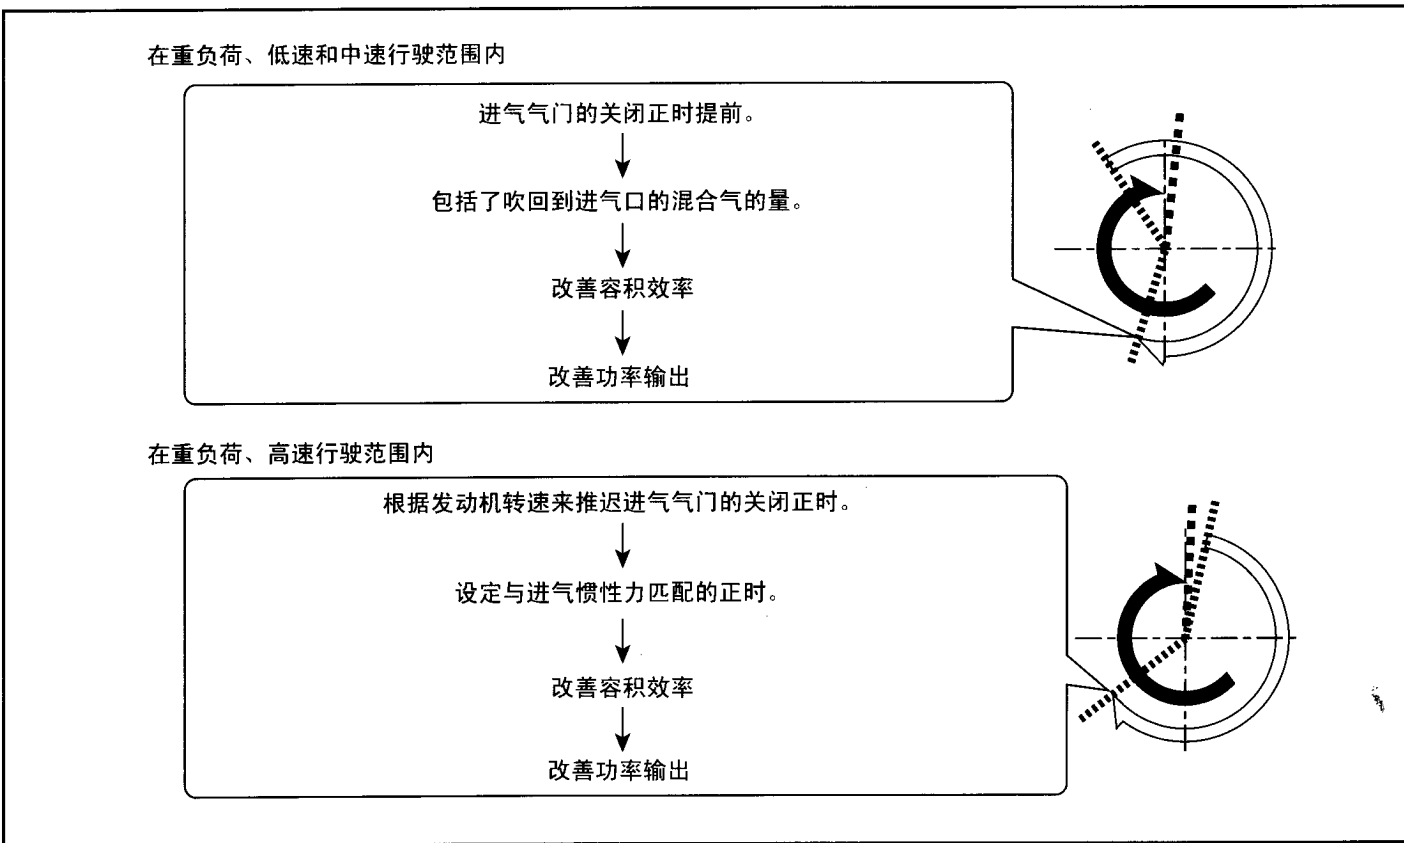 在重负荷、低速和中速行驶范围内
进气气门的关闭正时提前。
包括了吹回到进气口的混合气的量。
改善容积效率
改善功率输出
在重负荷、高速行驶范围内
根据发动机转速来推迟进气气门的关闭正时。
设定与进气惯性力匹配的正时。
改善容积效率
改善功率输出